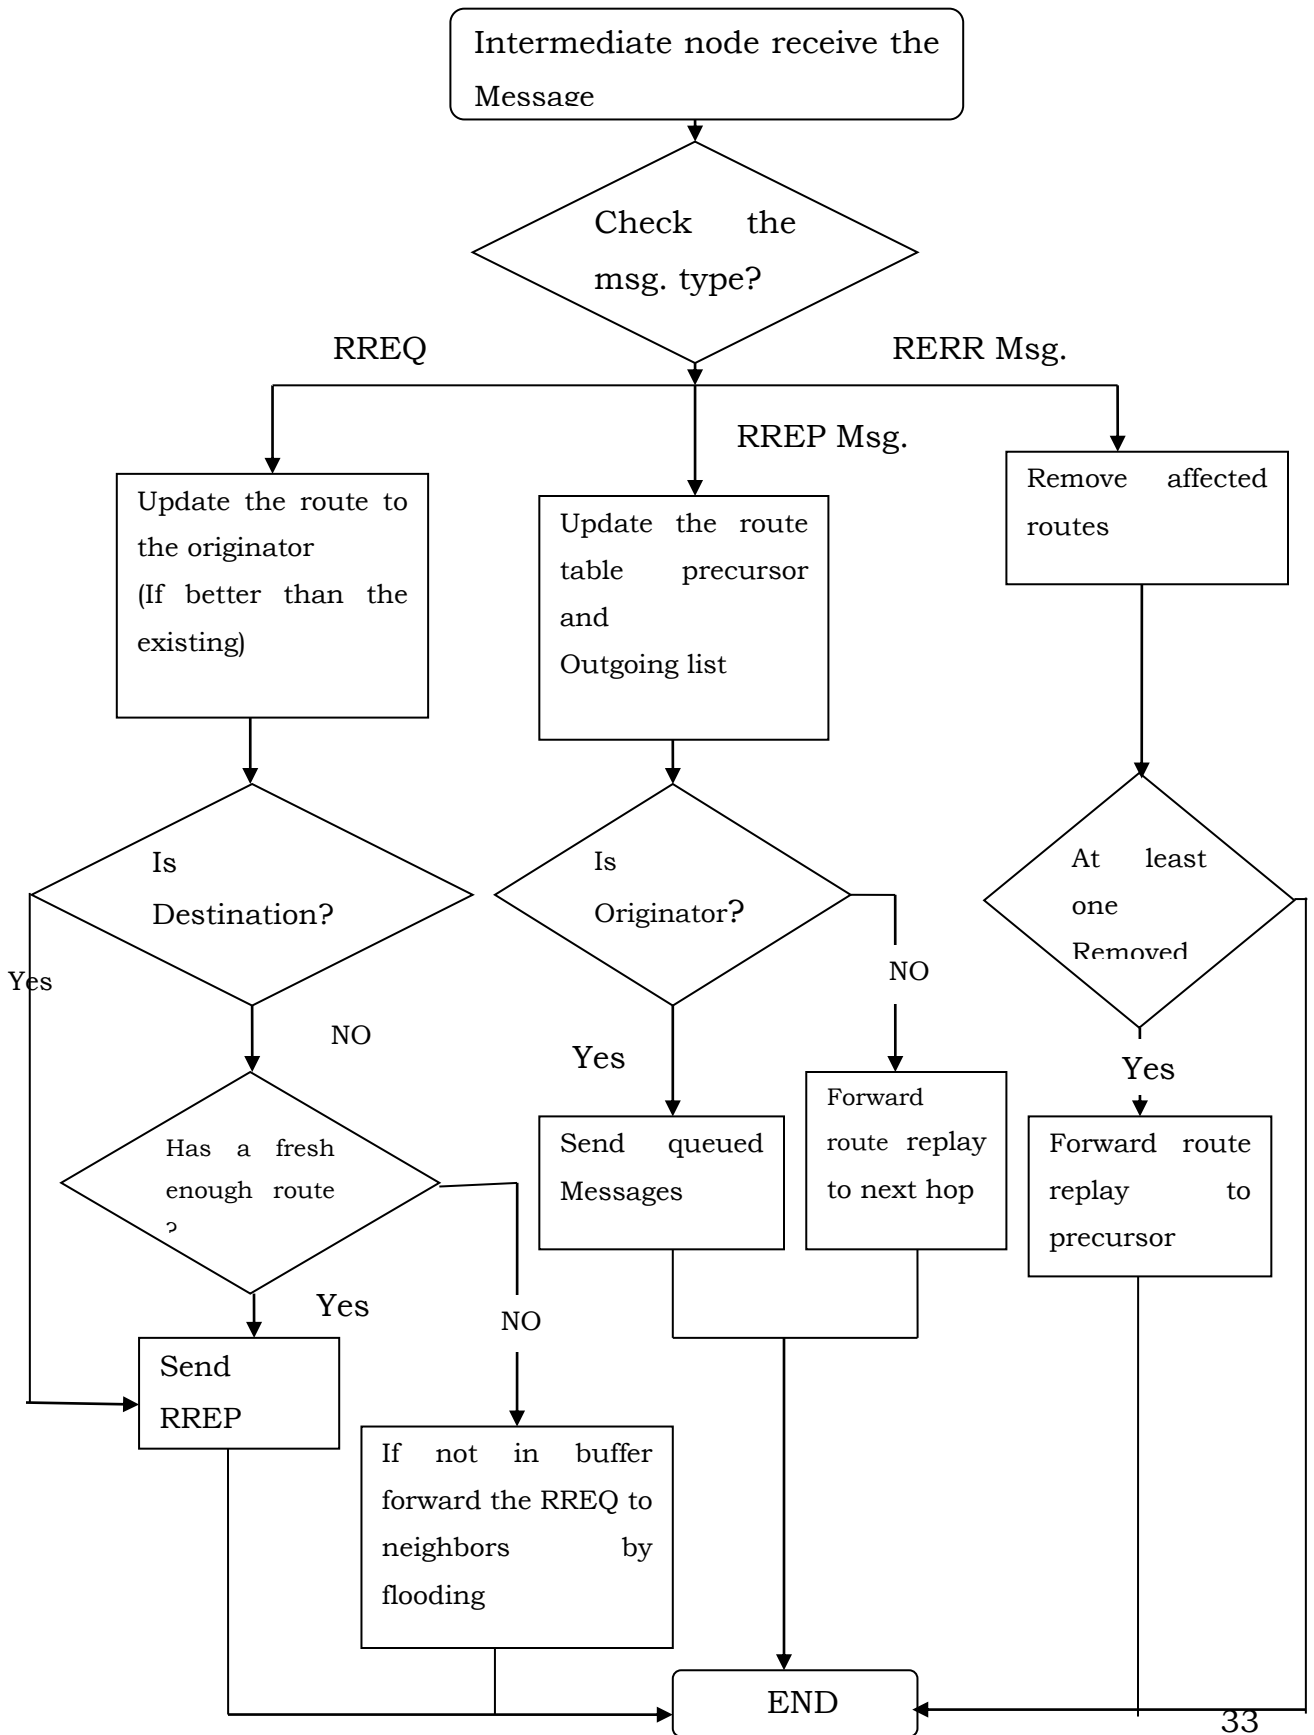 Intermediate node receive the
Message
Check the
msg. type?
RREQ
RERR Msg.
RREP Msg.
Update the route to
the originator
(If better than the
existing)
Update the route
table precursor
and
Outgoing list
Remove affected
routes
Is
Destination?
Is
Originator?
At least
one
Removed
Yes
NO
NO
Yes
Yes
Has a fresh
enough route
?
Send queued
Messages
Forward
route replay
to next hop
Forward route
replay to
precursor
Yes
NO
Send
RREP
If not in buffer
forward the RREQ to
neighbors by
flooding
END
33